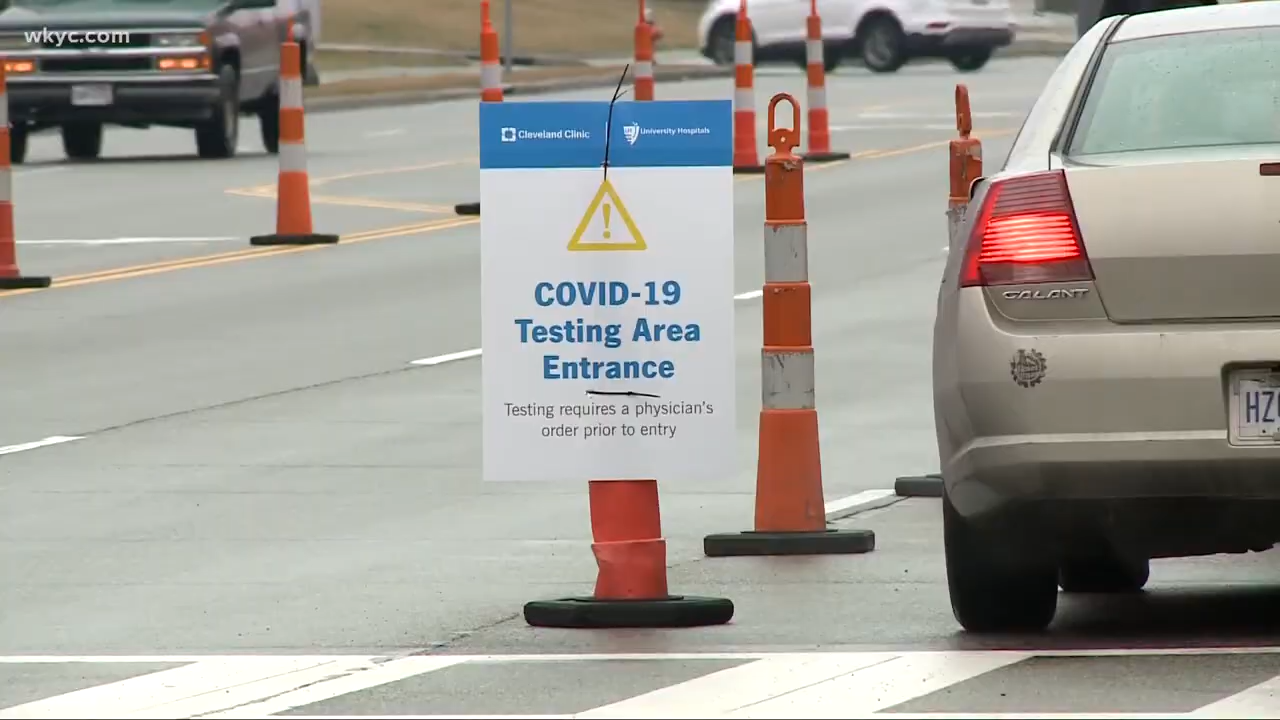 wkyc.com
Cleveland Clinic
University Hospitals
COVID-19
Testing Area
Entrance
Testing requires a physician's
order prior to entry
GALANT
HZ